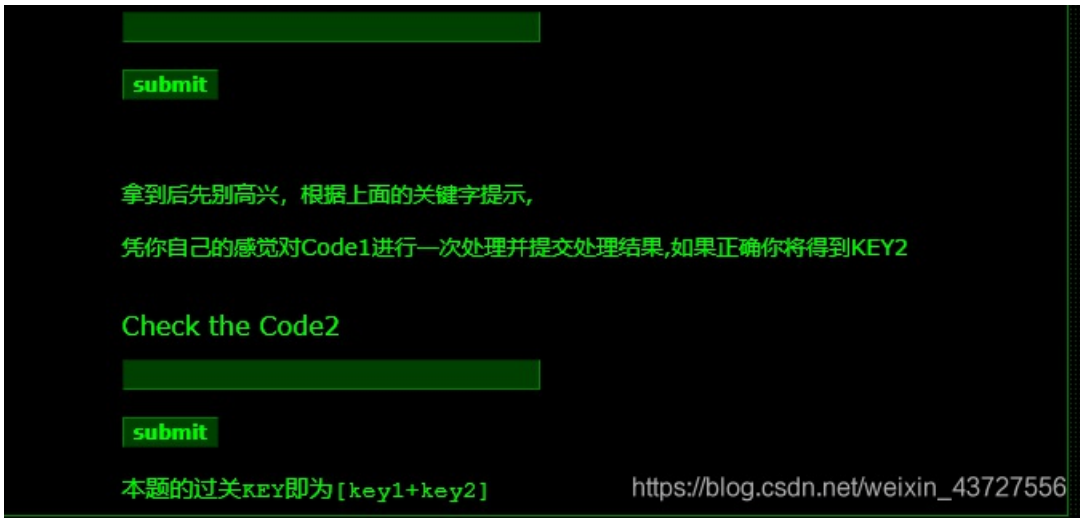 submit
拿到后先别高兴，根据上面的关键字提示,
凭你自己的感觉对Code1进行一次处理并提交处理结果,如果正确你将得到KEY2
Check the Code2
submit
本题的过关KEY即为[key1+key2]
https://blog.csdn.net/weixin_43727556